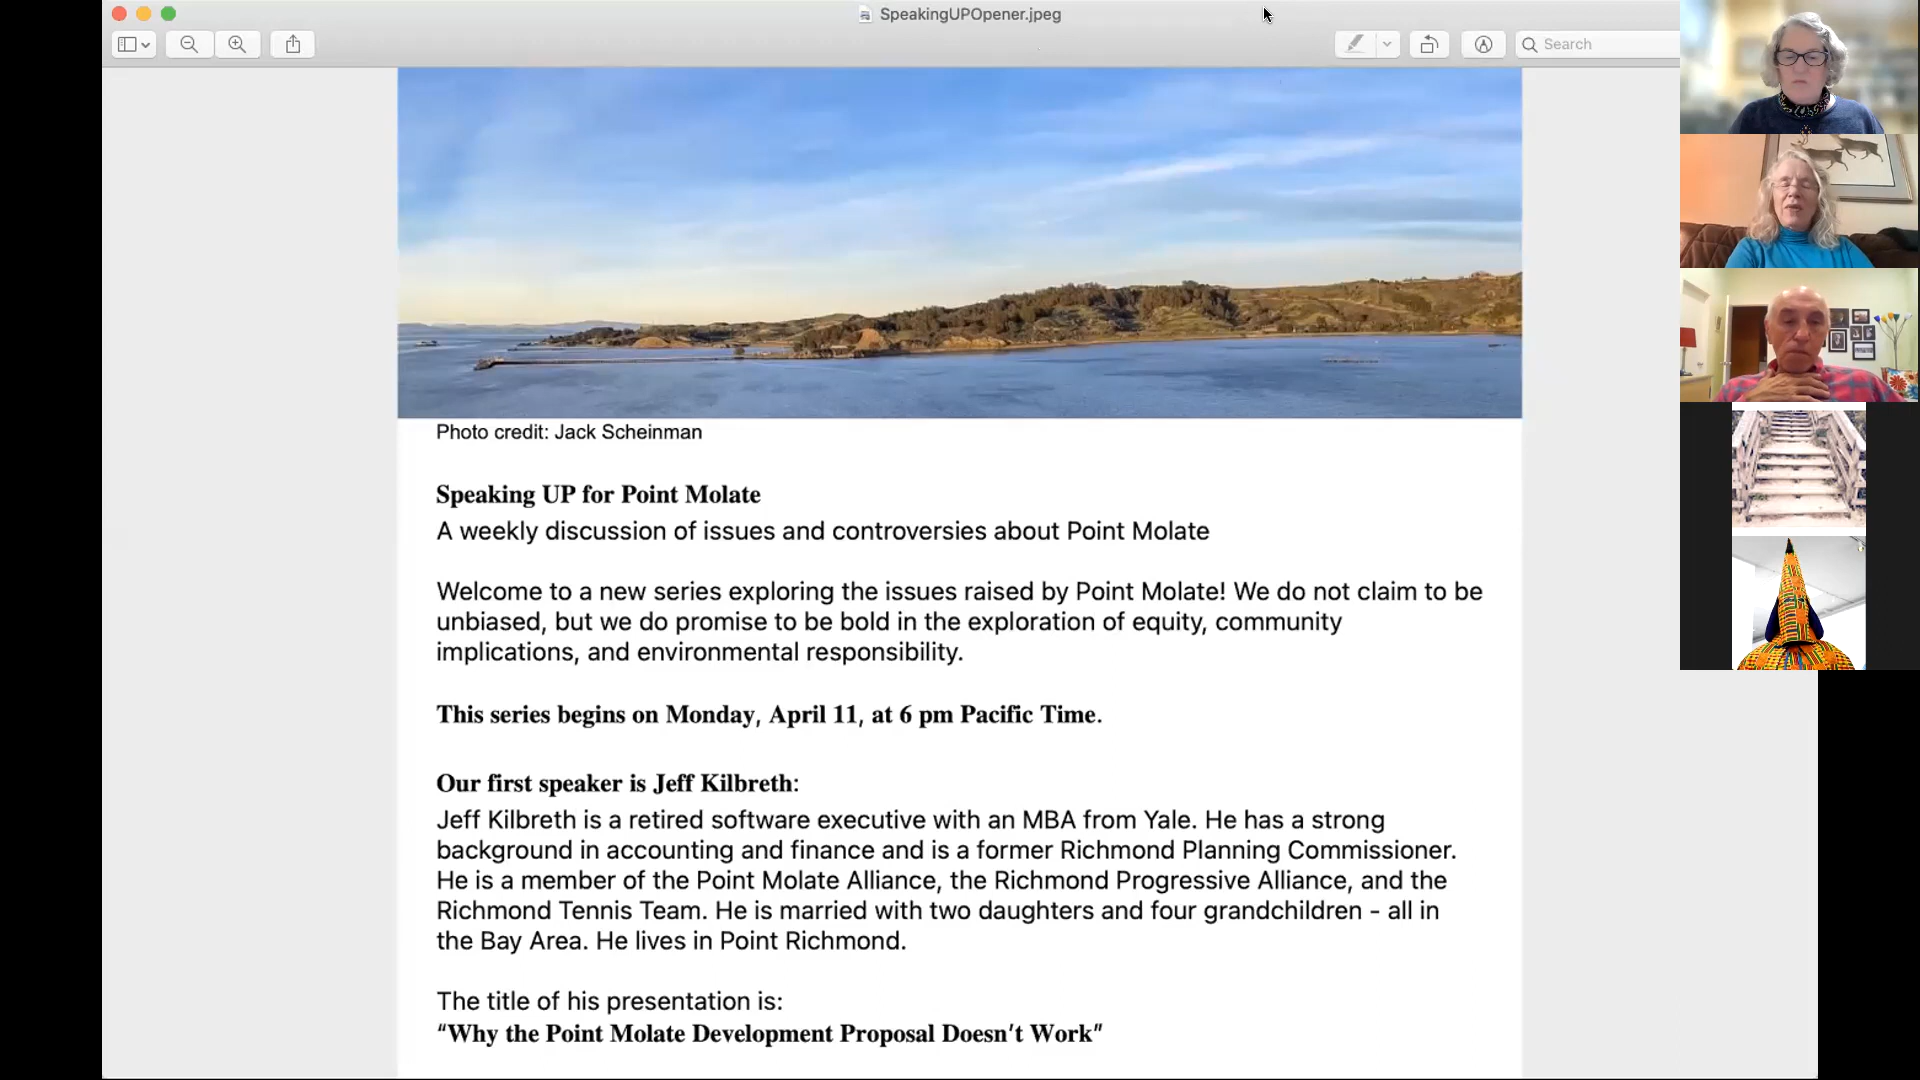 SpeakingUPOpener.jpeg
Search
Photo credit: Jack Scheinman
Speaking UP for Point Molate
A weekly discussion of issues and controversies about Point Molate
Welcome to a new series exploring the issues raised by Point Molate! We do not claim to be
unbiased, but we do promise to be bold in the exploration of equity, community
implications, and environmental responsibility.
This series begins on Monday, April 11, at 6 pm Pacific Time.
Our first speaker is Jeff Kilbreth:
Jeff Kilbreth is a retired software executive with an MBA from Yale. He has a strong
background in accounting and finance and is a former Richmond Planning Commissioner.
He is a member of the Point Molate Alliance, the Richmond Progressive Alliance, and the
Richmond Tennis Team. He is married with two daughters and four grandchildren - all in
the Bay Area. He lives in Point Richmond.
The title of his presentation is:
“Why the Point Molate Development Proposal Doesn’t Work”